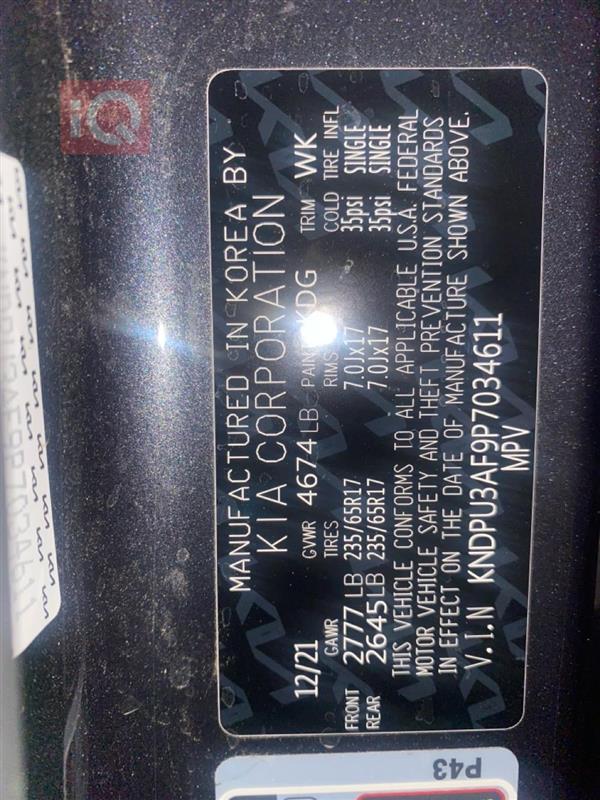 iQ
MANUFACTURED IN KOREA BY
KIA CORPORATION
12/21 GVWR 4674 LB PAINT KDG TRIM WK
GAWR TIRES RIMS COLD TIRE INFL
FRONT 2777 LB 235/65R17 7.0Jx17 35psi SINGLE
REAR 2645 LB 235/65R17 7.0Jx17 35psi SINGLE
THIS VEHICLE CONFORMS TO ALL APPLICABLE U.S.A. FEDERAL
MOTOR VEHICLE SAFETY AND THEFT PREVENTION STANDARDS
IN EFFECT ON THE DATE OF MANUFACTURE SHOWN ABOVE.
V.I.N KNDPU3AF9P7034611
MPV
P43